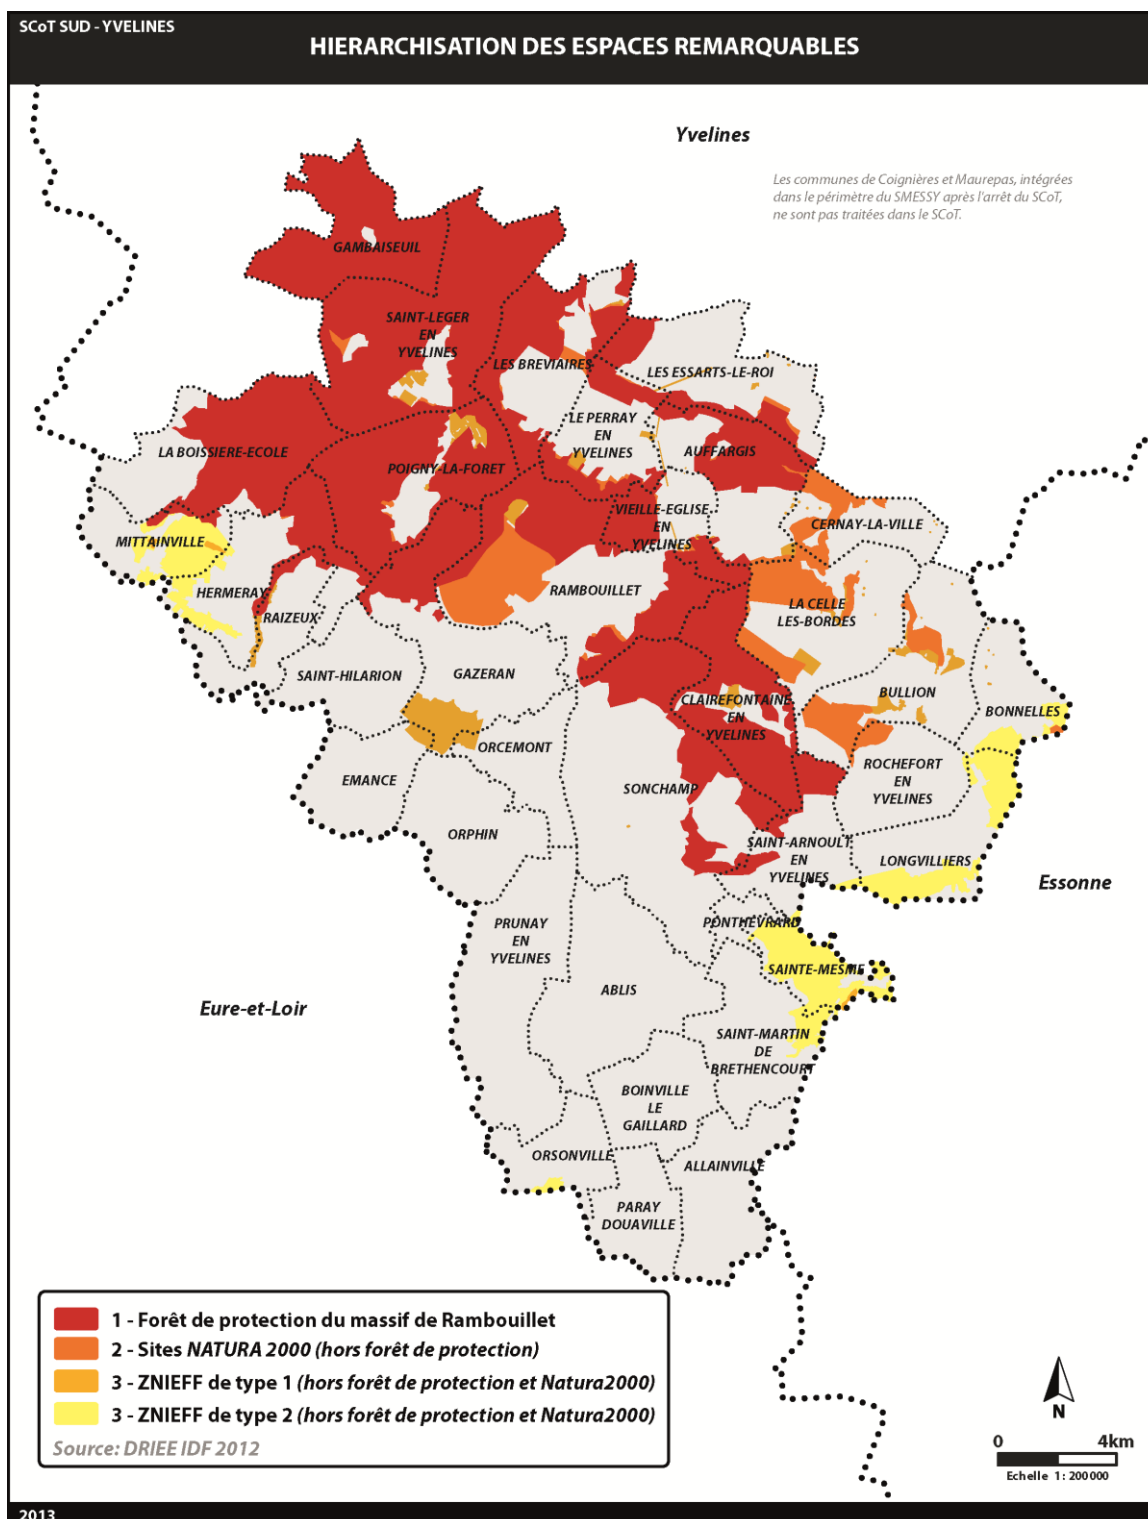 SCoT SUD - YVELINES
HIERARCHISATION DES ESPACES REMARQUABLES
Yvelines
Les communes de Coignières et Maurepas, intégrées
dans le périmètre du SMESSY après l'arrêt du SCoT,
ne sont pas traitées dans le SCoT.
GAMBAISEUIL
SAINT-LEGER
EN
YVELINES
LES BREVIAIRES
LES ESSARTS-LE-ROI
LE PERRAY
EN
YVELINES
LA BOISSIERE-ECOLE
POIGNY-LA-FORET
AUFFARGIS
VIEILLE-EGLISE
EN
YVELINES
CERNAY-LA-VILLE
MITTAINVILLE
HERMERAY
RAIZEUX
RAMBOUILLET
LA CELLE
LES-BORDES
SAINT-HILARION
GAZERAN
CLAIREFONTAINE
EN
YVELINES
BULLION
BONNELLES
ORCEMONT
EMANCE
SONCHAMP
ROCHEFORT
EN
YVELINES
ORPHIN
SAINT-ARNOULT
EN
YVELINES
LONGVILLIERS
Essonne
PRUNAY
EN
YVELINES
PONTHEVRARD
SAINTE-MESME
ABLIS
Eure-et-Loir
SAINT-MARTIN
DE
BRETHENCOURT
BOINVILLE
LE
GAILLARD
ORSONVILLE
ALLAINVILLE
PARAY
DOUAVILLE
1 - Forêt de protection du massif de Rambouillet
2 - Sites NATURA 2000 (hors forêt de protection)
3 - ZNIEFF de type 1 (hors forêt de protection et Natura2000)
3 - ZNIEFF de type 2 (hors forêt de protection et Natura2000)
Source: DRIEE IDF 2012
N
0 4km
Echelle 1 : 200 000
2013